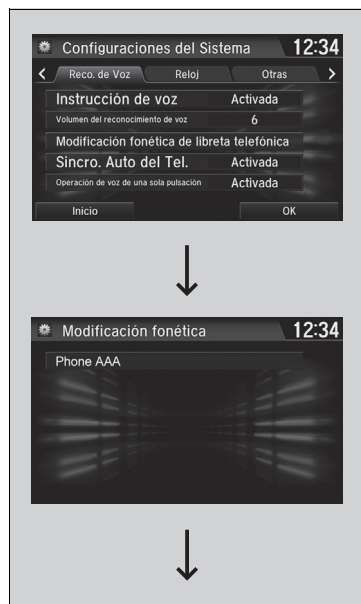 Configuraciones del Sistema 12:34
Reco. de Voz Reloj Otras
Instrucción de voz Activada
Volumen del reconocimiento de voz 6
Modificación fonética de libreta telefónica
Sincro. Auto del Tel. Activada
Operación de voz de una sola pulsación Activada
Inicio OK
Modificación fonética 12:34
Phone AAA